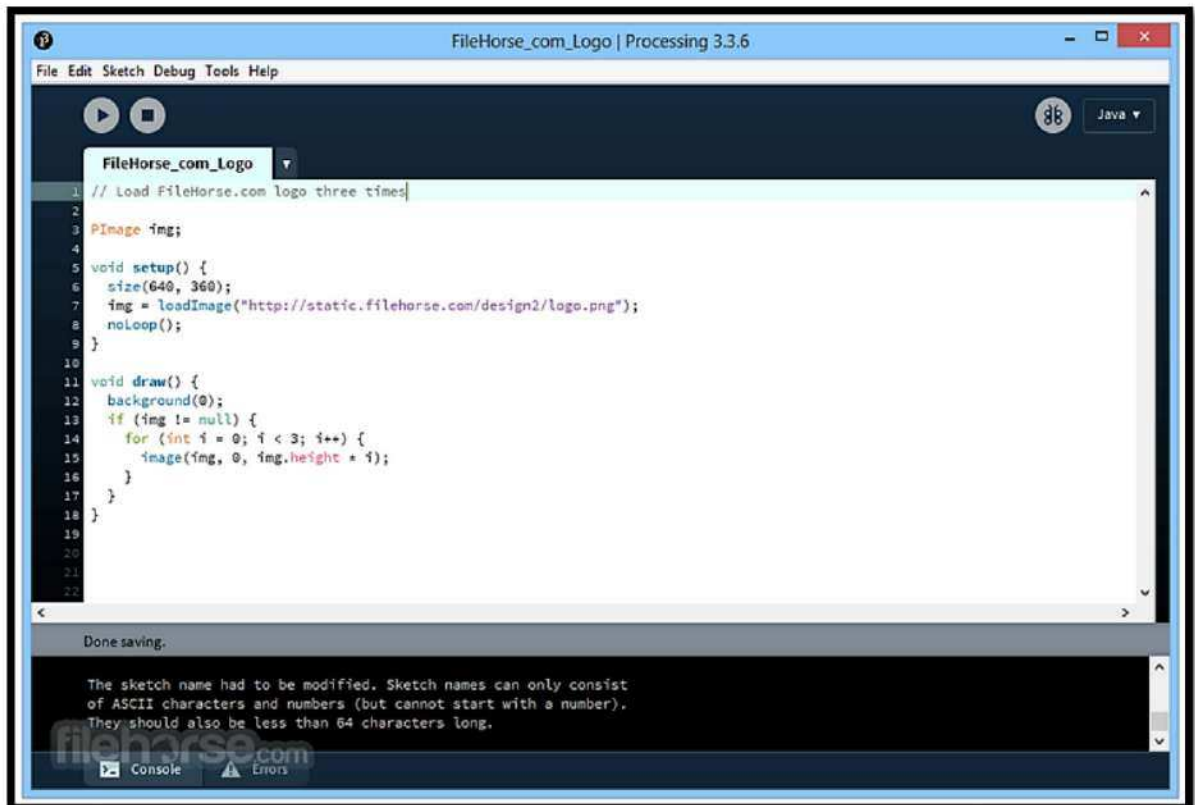 FileHorse_com_Logo | Processing 3.3.6
File Edit Sketch Debug Tools Help
Java
FileHorse_com_Logo
1 // Load FileHorse.com logo three times
2
3 PImage img;
4
5 void setup() {
6 size(640, 360);
7 img = loadImage("http://static.filehorse.com/design2/logo.png");
8 noLoop();
9 }
10
11 void draw() {
12 background(0);
13 if (img != null) {
14 for (int i = 0; i < 3; i++) {
15 image(img, 0, img.height * i);
16 }
17 }
18 }
19
20
21
22
Done saving.
The sketch name had to be modified. Sketch names can only consist
of ASCII characters and numbers (but cannot start with a number).
They should also be less than 64 characters long.
filehorse.com
Console Errors